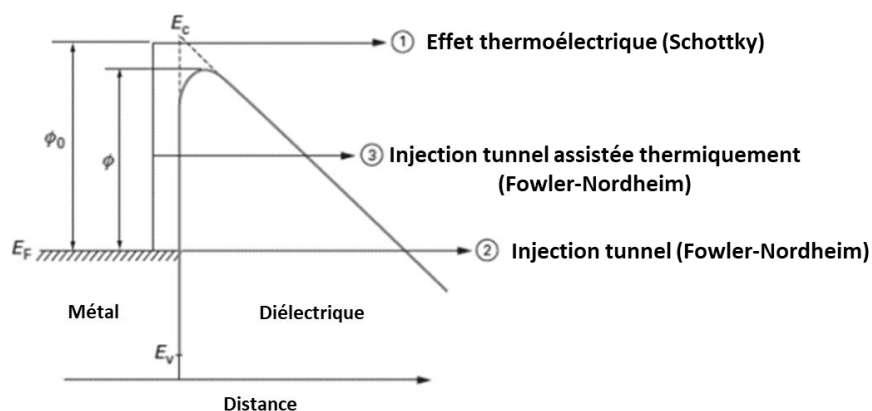 E_c
① Effet thermoélectrique (Schottky)
ϕ₀
ϕ
③ Injection tunnel assistée thermiquement
(Fowler-Nordheim)
E_F
② Injection tunnel (Fowler-Nordheim)
Métal
Diélectrique
E_v
Distance